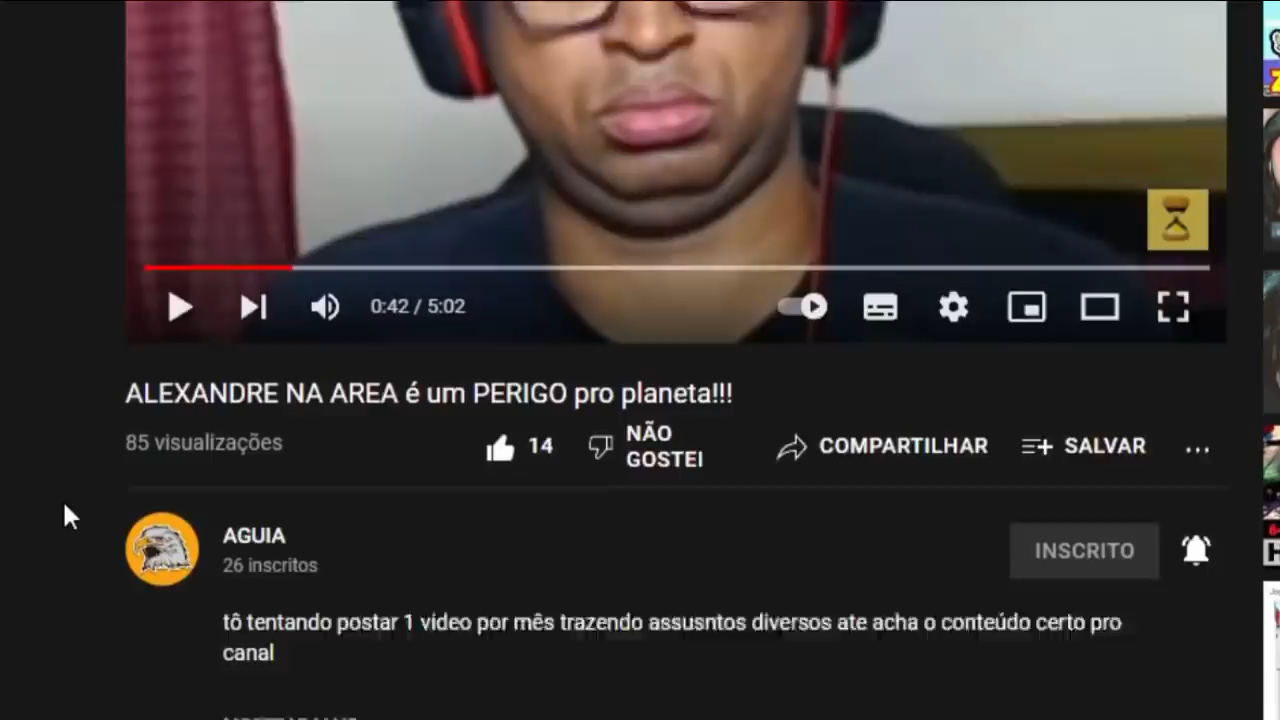 0:42 / 5:02
ALEXANDRE NA AREA é um PERIGO pro planeta!!!
85 visualizações
14
NÃO
GOSTEI
COMPARTILHAR
SALVAR
AGUIA
26 inscritos
INSCRITO
tô tentando postar 1 video por mês trazendo assusntos diversos ate acha o conteúdo certo pro
canal